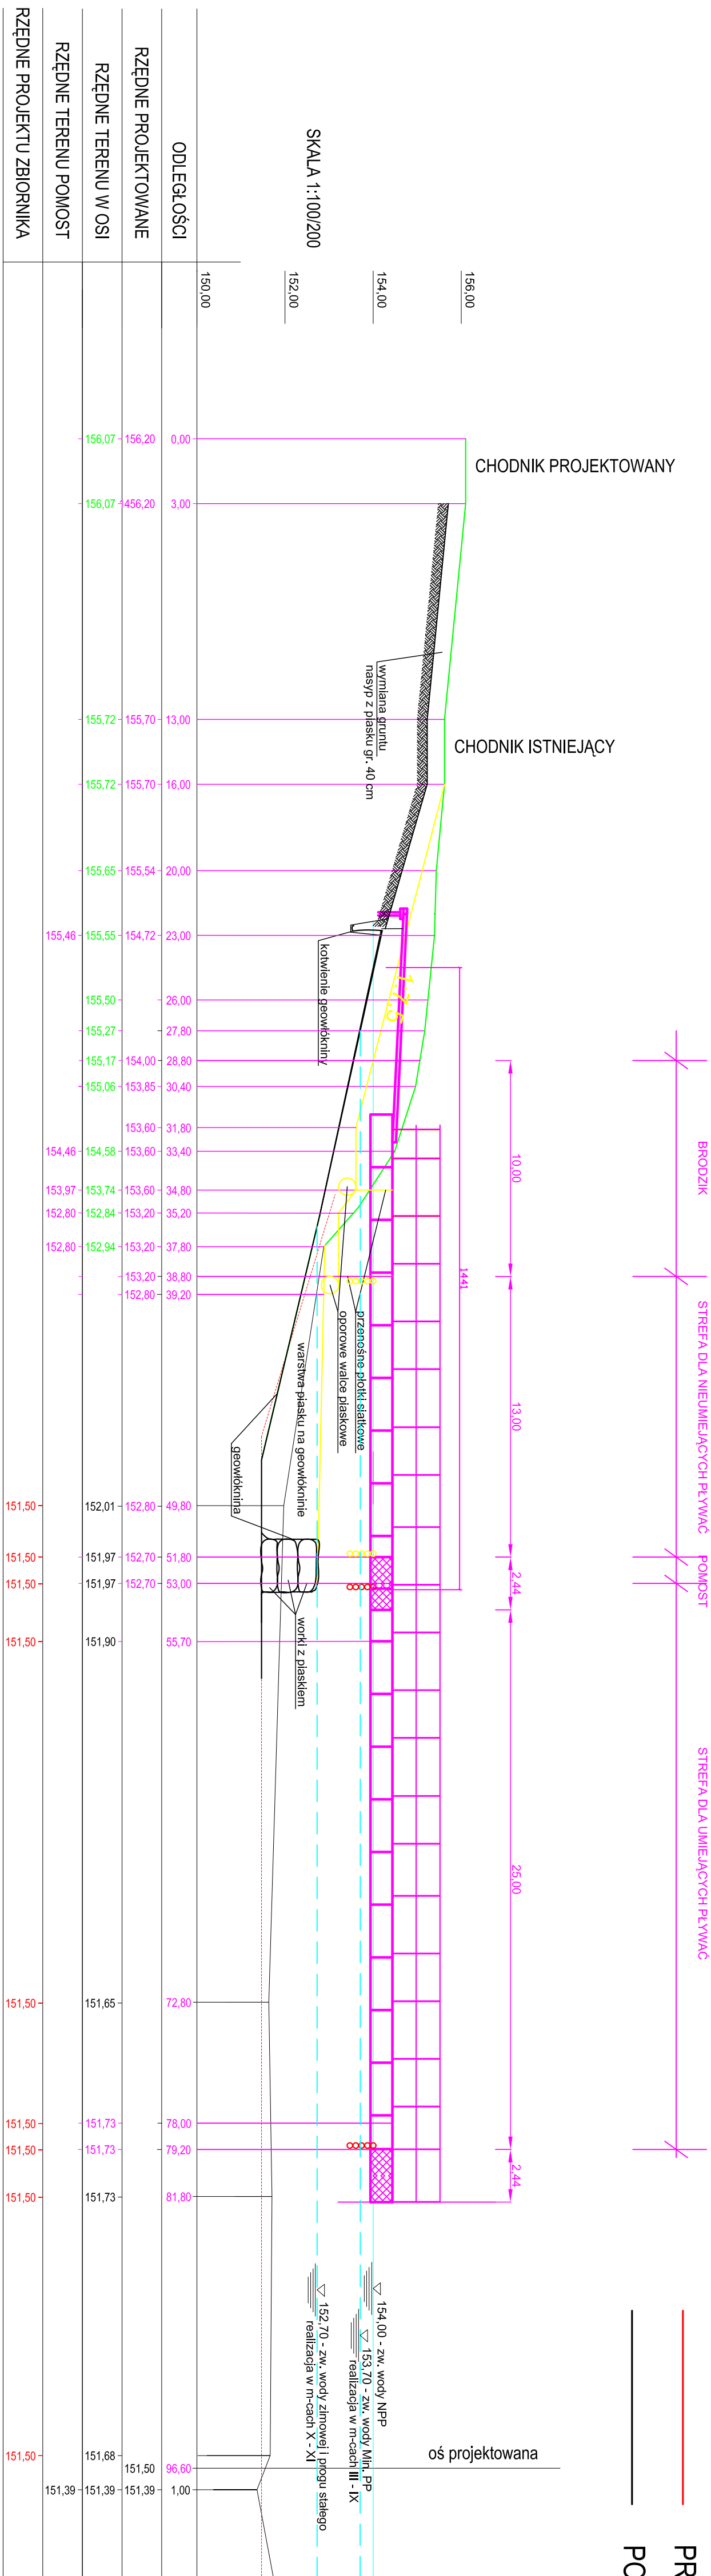 BRODZIK
STREFA DLA NIEUMIEJĄCYCH PŁYWAĆ
POMOST
STREFA DLA UMIEJĄCYCH PŁYWAĆ
10,00
13,00
2,44
25,00
2,44
1441
CHODNIK PROJEKTOWANY
CHODNIK ISTNIEJĄCY
oś projektowana
SKALA 1:100/200
156,00
154,00
152,00
150,00
wymiana gruntu
nasyp z piasku gr. 40 cm
kotwienie geowłókniny
przenośne płotki siatkowe
oporowe walce piaskowe
warstwa piasku na geowłókninie
geowłóknina
worki z piaskiem
154,00 - zw. wody NPP
153,70 - zw. wody Min. PP
realizacja w m-cach III - IX
152,70 - zw. wody zimowej i progu stałego
realizacja w m-cach X - XI
ODLEGŁOŚCI
0,00 3,00 13,00 16,00 20,00 23,00 26,00 27,80 28,80 30,40 31,80 33,40 34,80 35,20 37,80 38,80 39,20 49,80 51,80 53,00 55,70 72,80 78,00 79,20 81,80 96,60 1,00
RZĘDNE PROJEKTOWANE
156,20 155,70 155,70 155,54 154,72 154,00 153,85 153,60 153,60 153,60 153,20 153,20 153,20 152,80 152,80 152,70 152,70 151,50 151,39
RZĘDNE TERENU W OSI
156,07 156,07 155,72 155,72 155,65 155,55 155,50 155,27 155,17 155,06 154,58 153,74 152,84 152,94 152,01 151,97 151,97 151,90 151,65 151,73 151,73 151,73 151,68 151,39
RZĘDNE TERENU POMOST
155,46 154,46 153,97 152,80 152,80 151,39
RZĘDNE PROJEKTU ZBIORNIKA
151,50 151,50 151,50 151,50 151,50 151,50 151,50 151,50 151,50
PR
PO